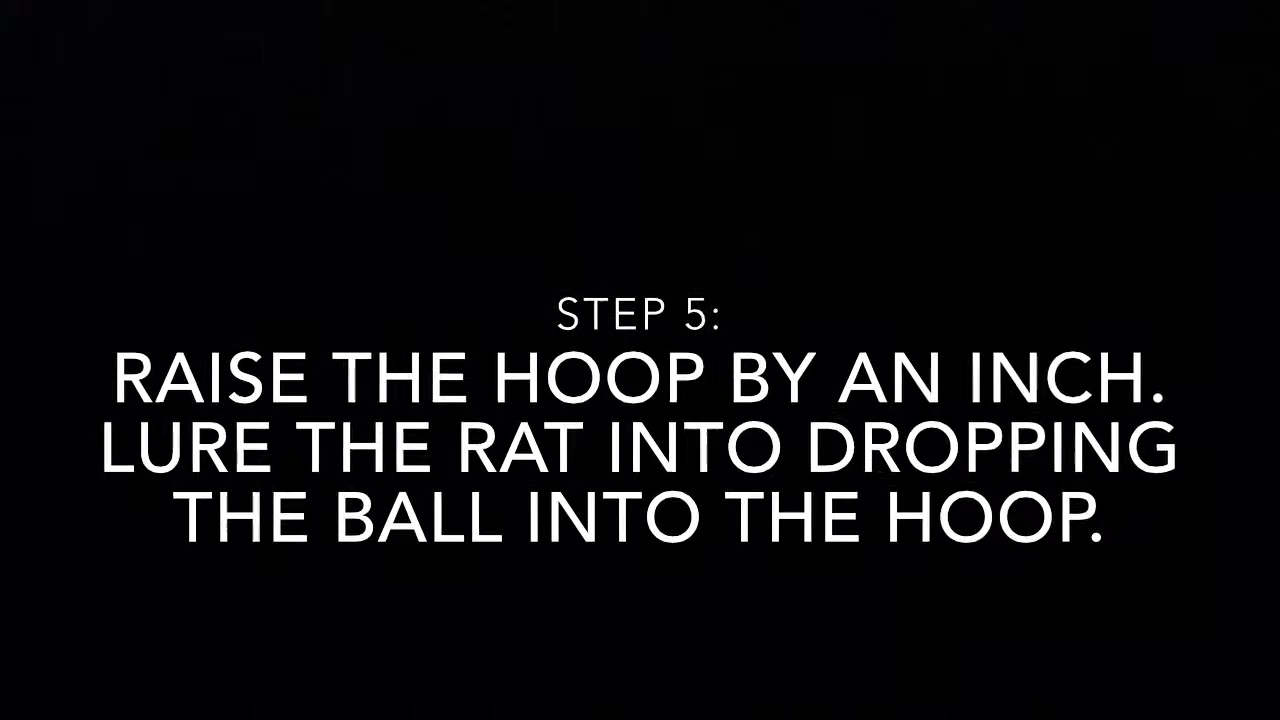 STEP 5:
RAISE THE HOOP BY AN INCH.
LURE THE RAT INTO DROPPING
THE BALL INTO THE HOOP.